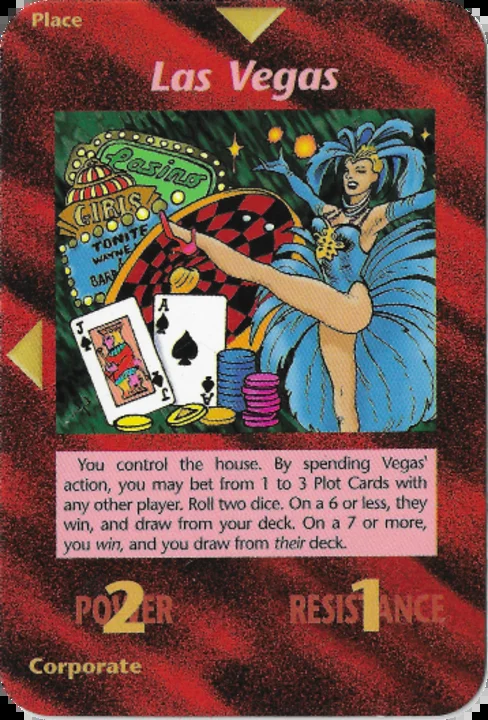 Place
Las Vegas
Casino
GIRLS
TONITE
WAYNE
BARD
J
A
A
You control the house. By spending Vegas'
action, you may bet from 1 to 3 Plot Cards with
any other player. Roll two dice. On a 6 or less, they
win, and draw from your deck. On a 7 or more,
you win, and you draw from their deck.
POWER 2 RESISTANCE 1
Corporate